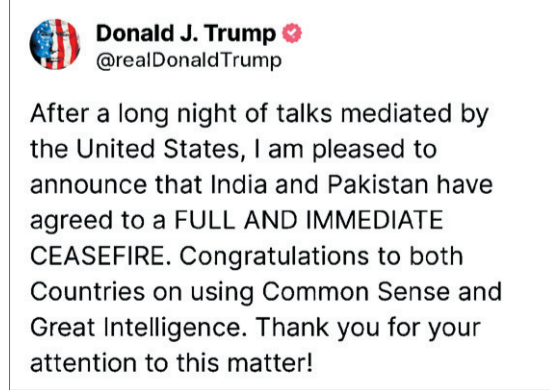 Donald J. Trump
@realDonaldTrump
After a long night of talks mediated by
the United States, I am pleased to
announce that India and Pakistan have
agreed to a FULL AND IMMEDIATE
CEASEFIRE. Congratulations to both
Countries on using Common Sense and
Great Intelligence. Thank you for your
attention to this matter!